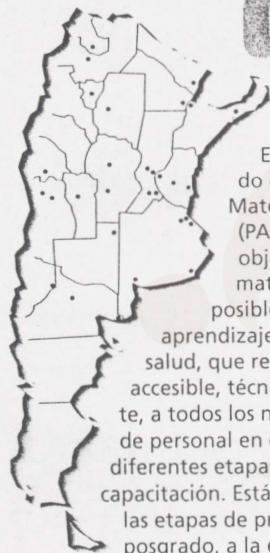 E
do
Mate
(PA
obje
mat
posible
aprendizaje
salud, que re
accesible, técn
te, a todos los n
de personal en
diferentes etapa
capacitación. Está
las etapas de pr
posgrado, a la